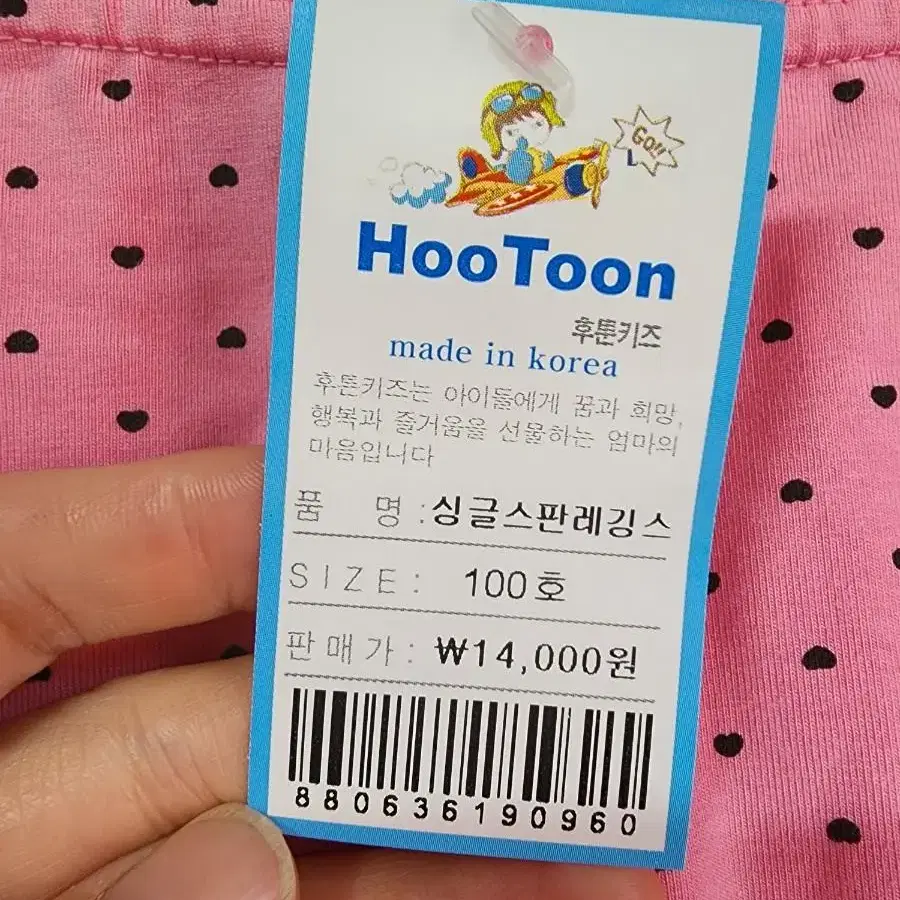 GO!!
HooToon
후툰키즈
made in korea
후툰키즈는 아이들에게 꿈과 희망,
행복과 즐거움을 선물하는 엄마의
마음입니다
품 명 : 싱글스판레깅스
SIZE : 100호
판매가 : ₩14,000원
880636190960